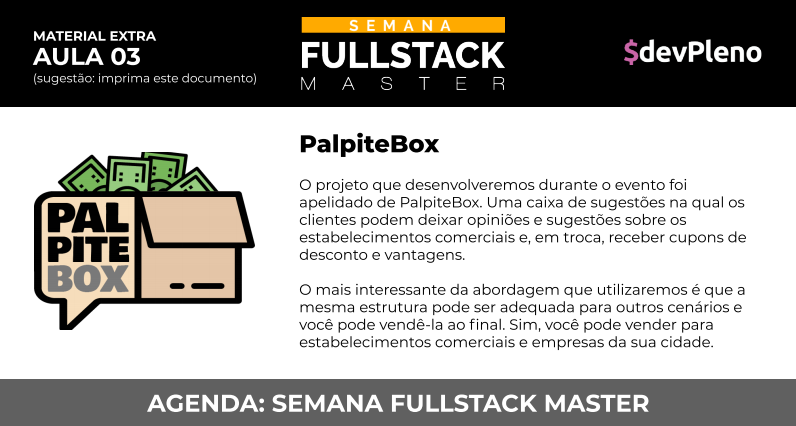 MATERIAL EXTRA
AULA 03
(sugestão: imprima este documento)
SEMANA
FULLSTACK
MASTER
$devPleno
PAL
PITE
BOX
PalpiteBox
O projeto que desenvolveremos durante o evento foi
apelidado de PalpiteBox. Uma caixa de sugestões na qual os
clientes podem deixar opiniões e sugestões sobre os
estabelecimentos comerciais e, em troca, receber cupons de
desconto e vantagens.
O mais interessante da abordagem que utilizaremos é que a
mesma estrutura pode ser adequada para outros cenários e
você pode vendê-la ao final. Sim, você pode vender para
estabelecimentos comerciais e empresas da sua cidade.
AGENDA: SEMANA FULLSTACK MASTER